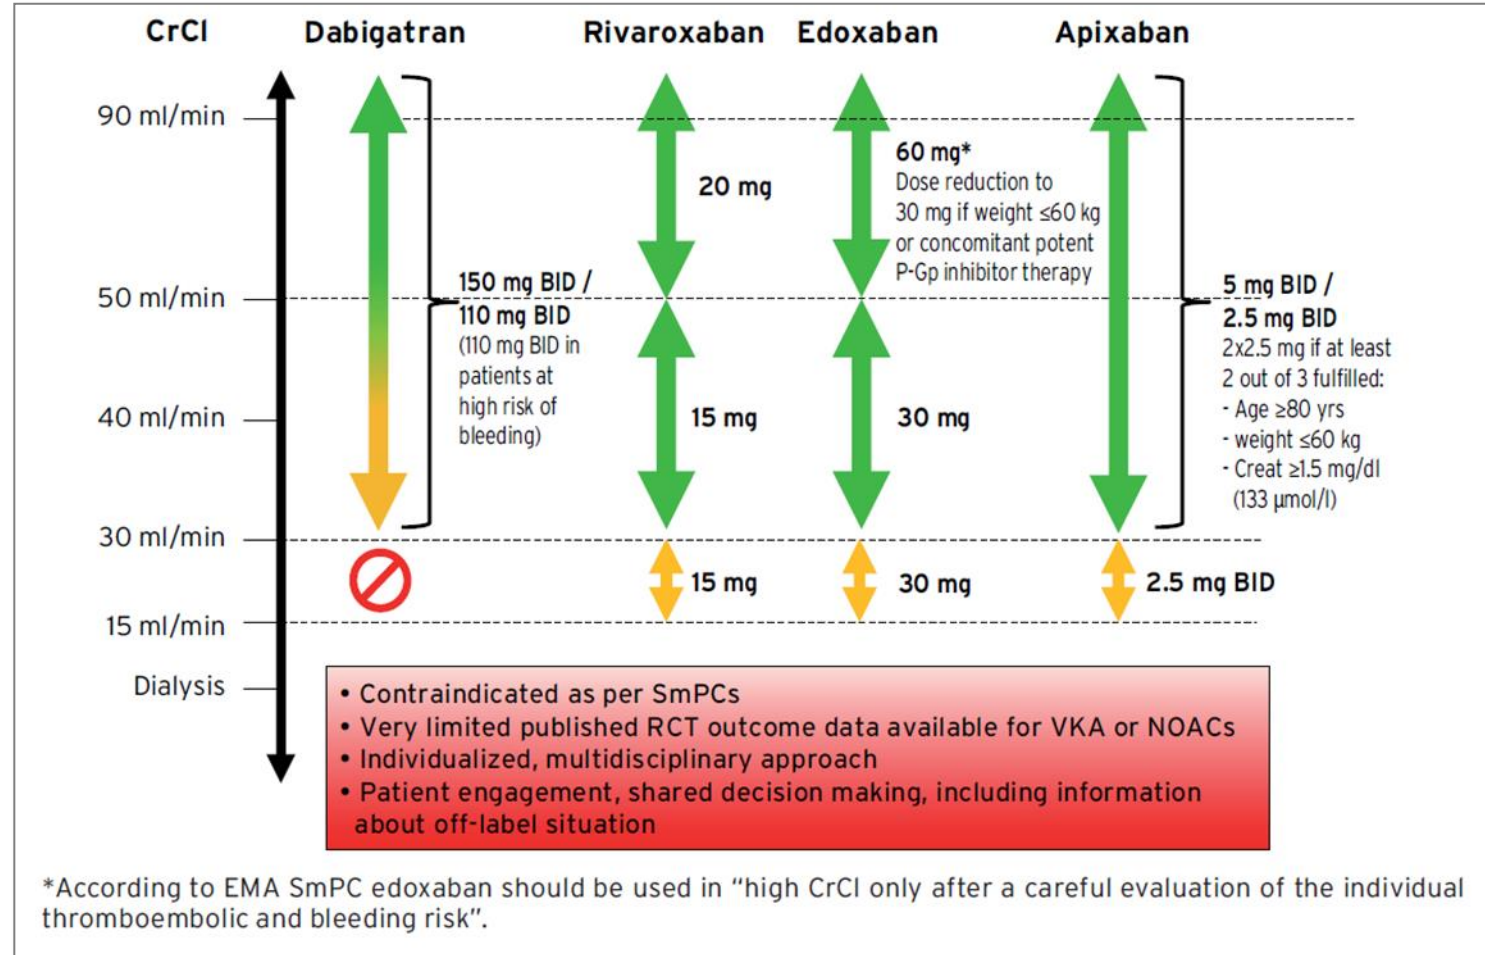 CrCl
Dabigatran
Rivaroxaban
Edoxaban
Apixaban
90 ml/min
50 ml/min
40 ml/min
30 ml/min
15 ml/min
Dialysis
150 mg BID /
110 mg BID
(110 mg BID in
patients at
high risk of
bleeding)
20 mg
15 mg
15 mg
60 mg*
Dose reduction to
30 mg if weight ≤60 kg
or concomitant potent
P-Gp inhibitor therapy
30 mg
30 mg
5 mg BID /
2.5 mg BID
2x2.5 mg if at least
2 out of 3 fulfilled:
- Age ≥80 yrs
- weight ≤60 kg
- Creat ≥1.5 mg/dl
(133 µmol/l)
2.5 mg BID
• Contraindicated as per SmPCs
• Very limited published RCT outcome data available for VKA or NOACs
• Individualized, multidisciplinary approach
• Patient engagement, shared decision making, including information
about off-label situation
*According to EMA SmPC edoxaban should be used in “high CrCl only after a careful evaluation of the individual
thromboembolic and bleeding risk”.